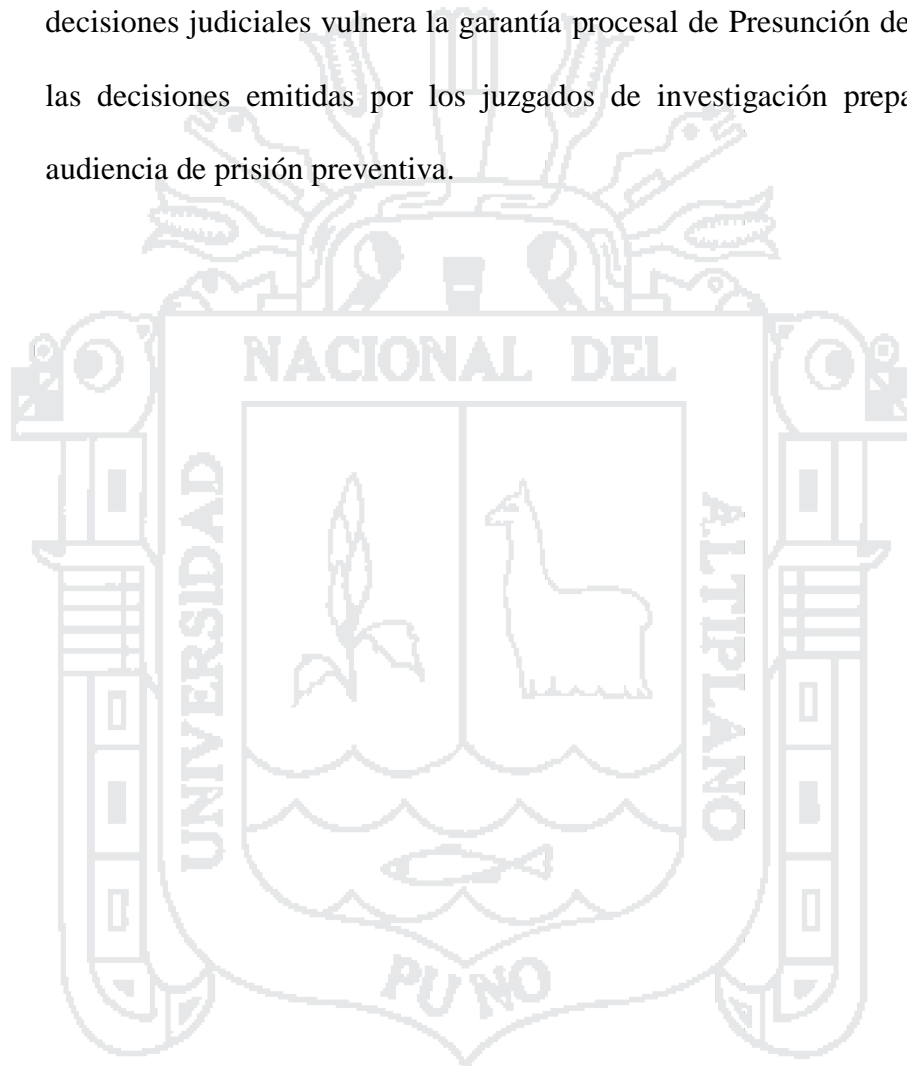 decisiones judiciales vulnera la garantía procesal de Presunción de
las decisiones emitidas por los juzgados de investigación prepa
audiencia de prisión preventiva.
NACIONAL DEL
UNIVERSIDAD
ALTIPLANO
PUNO